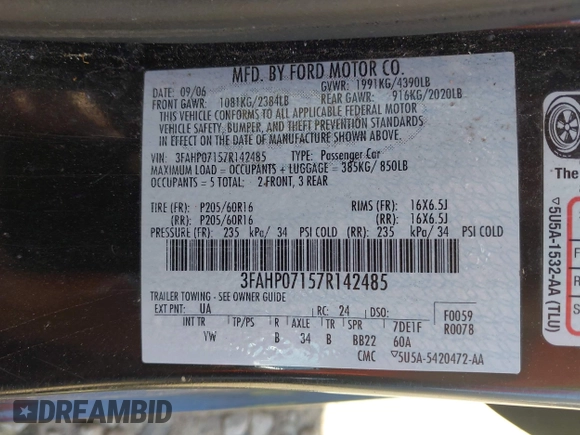 MFD. BY FORD MOTOR CO.
DATE: 09/06 GVWR: 1991KG/4390LB
FRONT GAWR: 1081KG/2384LB REAR GAWR: 916KG/2020LB
THIS VEHICLE CONFORMS TO ALL APPLICABLE FEDERAL MOTOR
VEHICLE SAFETY, BUMPER, AND THEFT PREVENTION STANDARDS
IN EFFECT ON THE DATE OF MANUFACTURE SHOWN ABOVE.
VIN: 3FAHP07157R142485 TYPE: Passenger Car
MAXIMUM LOAD = OCCUPANTS + LUGGAGE = 385KG/ 850LB
OCCUPANTS = 5 TOTAL: 2-FRONT, 3 REAR
TIRE (FR): P205/60R16 RIMS (FR): 16X6.5J
(RR): P205/60R16 (RR): 16X6.5J
PRESSURE (FR): 235 kPa/ 34 PSI COLD (RR): 235 kPa/ 34 PSI COLD
3FAHP07157R142485
TRAILER TOWING - SEE OWNER GUIDE
EXT PNT: UA RC: 24 DSO: F0059
INT TR TP/PS R AXLE TR SPR 7DE1F R0078
VW B 34 B BB22 60A
CMC ▽5U5A-5420472-AA
▽5U5A-1532-AA (TLU)
The
F
R
S
DREAMBID